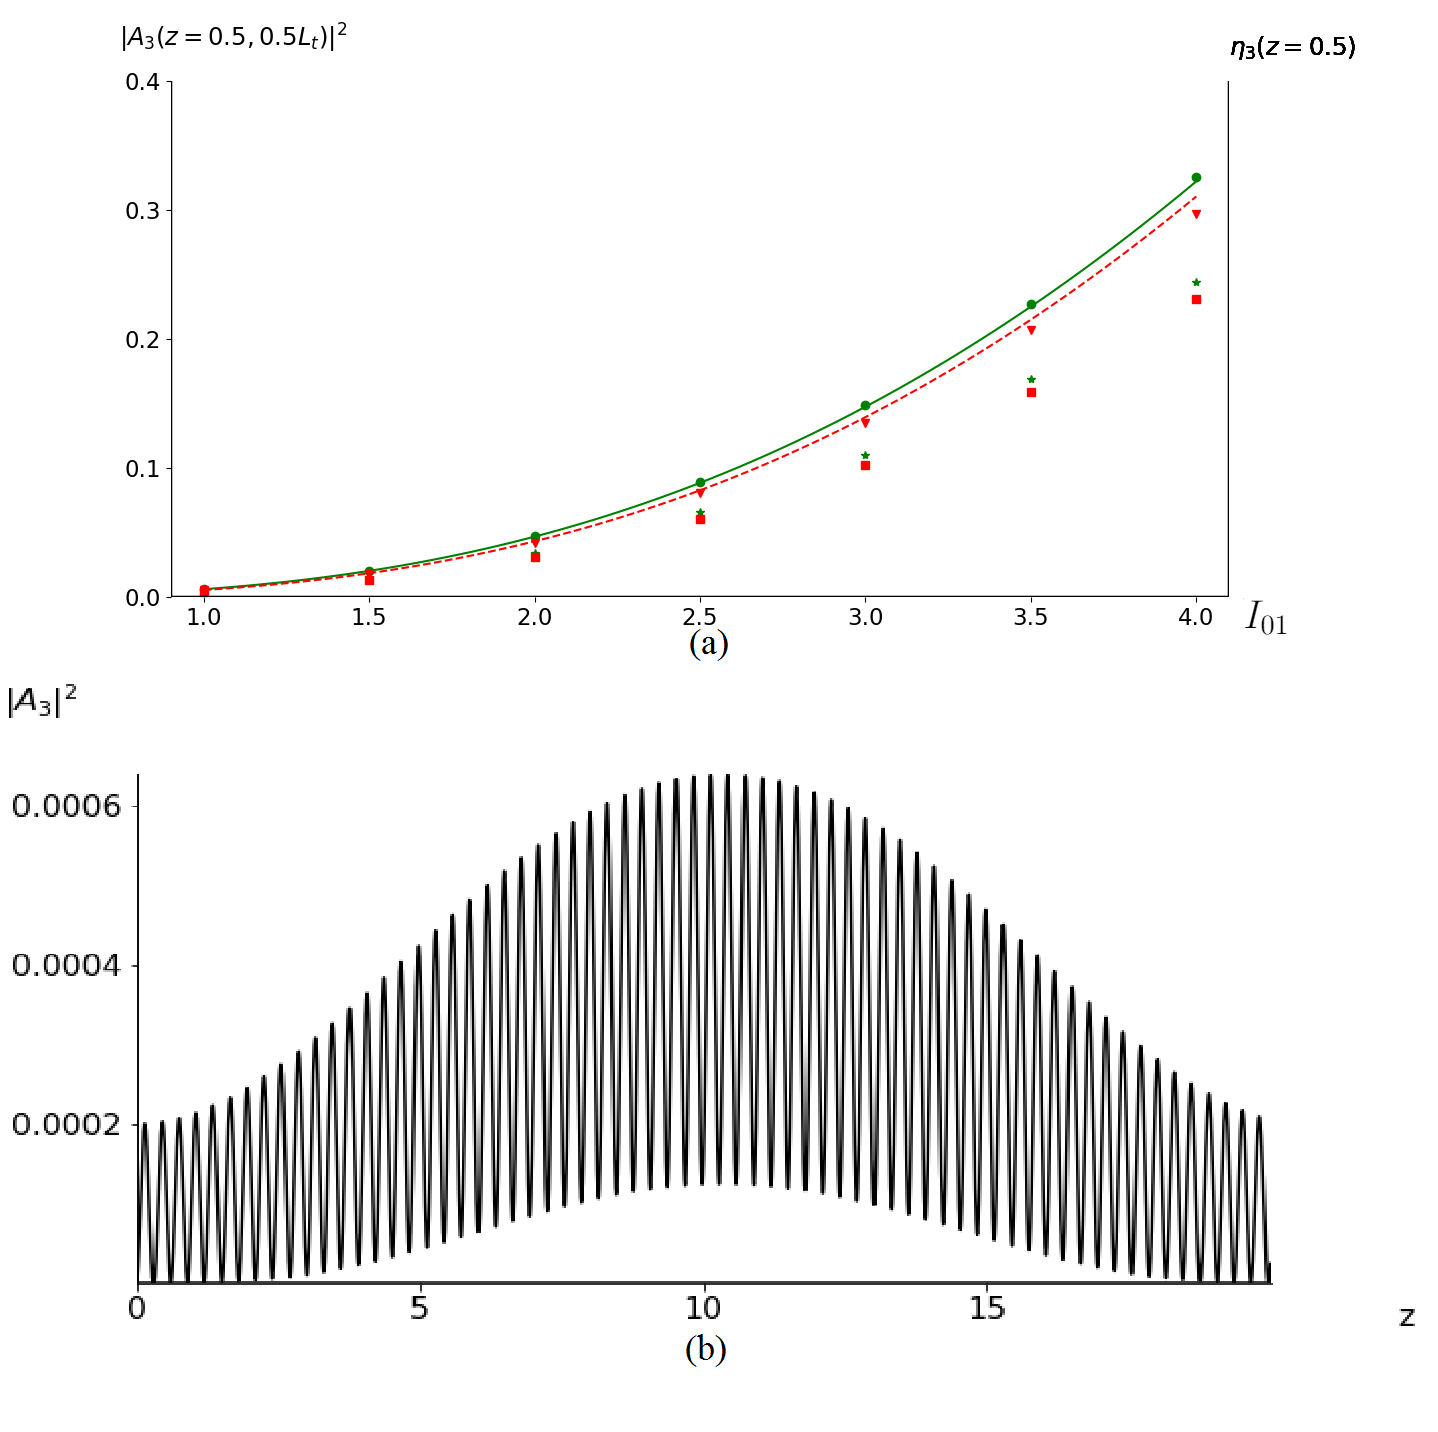 |A₃(z = 0.5, 0.5Lₜ)|²
η₃(z = 0.5)
0.4
0.3
0.2
0.1
0.0
1.0 1.5 2.0 2.5 3.0 3.5 4.0 I₀₁
(a)
|A₃|²
0.0006
0.0004
0.0002
0 5 10 15 z
(b)